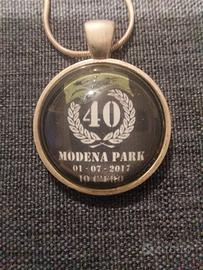 40
MODENA PARK
01 - 07 - 2017
IO C'ERO